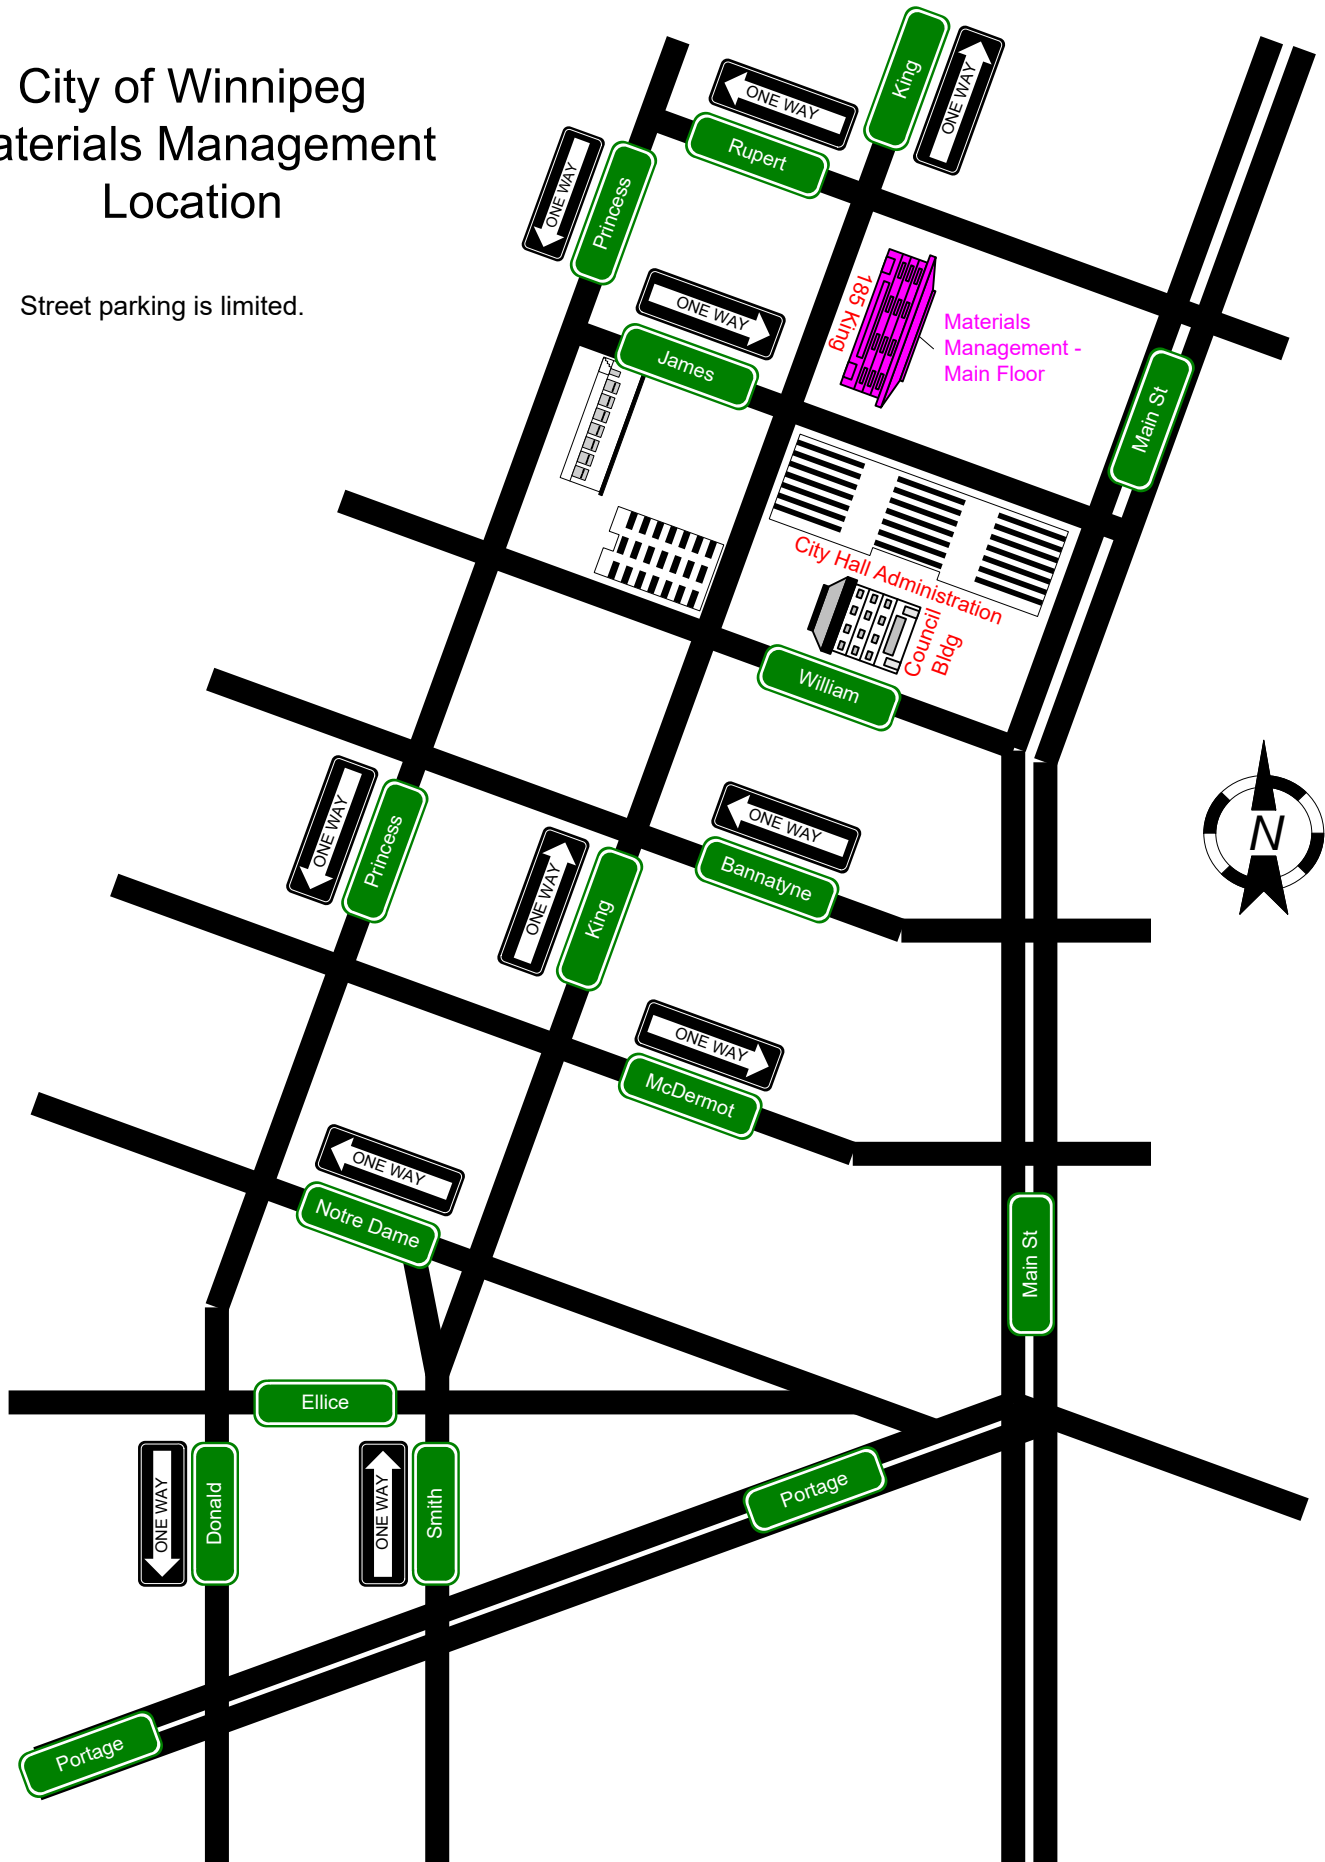 City of Winnipeg
aterials Management
Location
Street parking is limited.
King
ONE WAY
ONE WAY
Rupert
ONE WAY
Princess
ONE WAY
James
185 King
Materials
Management -
Main Floor
Main St
City Hall Administration
Council
Bldg
William
ONE WAY
Princess
ONE WAY
King
ONE WAY
Bannatyne
N
ONE WAY
McDermot
ONE WAY
Notre Dame
Main St
Ellice
ONE WAY
Donald
ONE WAY
Smith
Portage
Portage